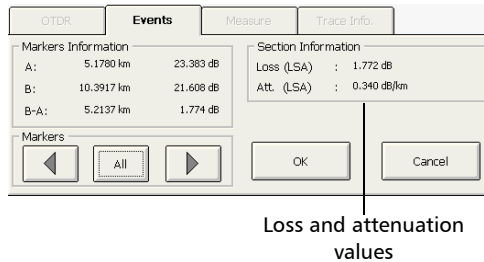 OTDR Events Measure Trace Info.
Markers Information
A: 5.1780 km 23.383 dB
B: 10.3917 km 21.608 dB
B-A: 5.2137 km 1.774 dB
Section Information
Loss (LSA) : 1.772 dB
Att. (LSA) : 0.340 dB/km
Markers
All
OK Cancel
Loss and attenuation
values